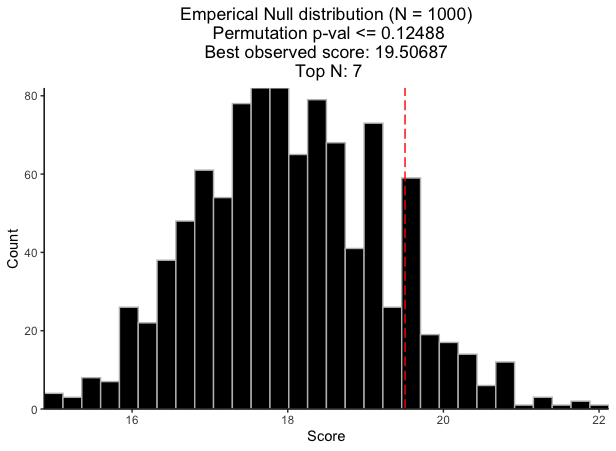 Emperical Null distribution (N = 1000)
Permutation p-val <= 0.12488
Best observed score: 19.50687
Top N: 7
80
60
40
20
0
Count
16
18
20
22
Score